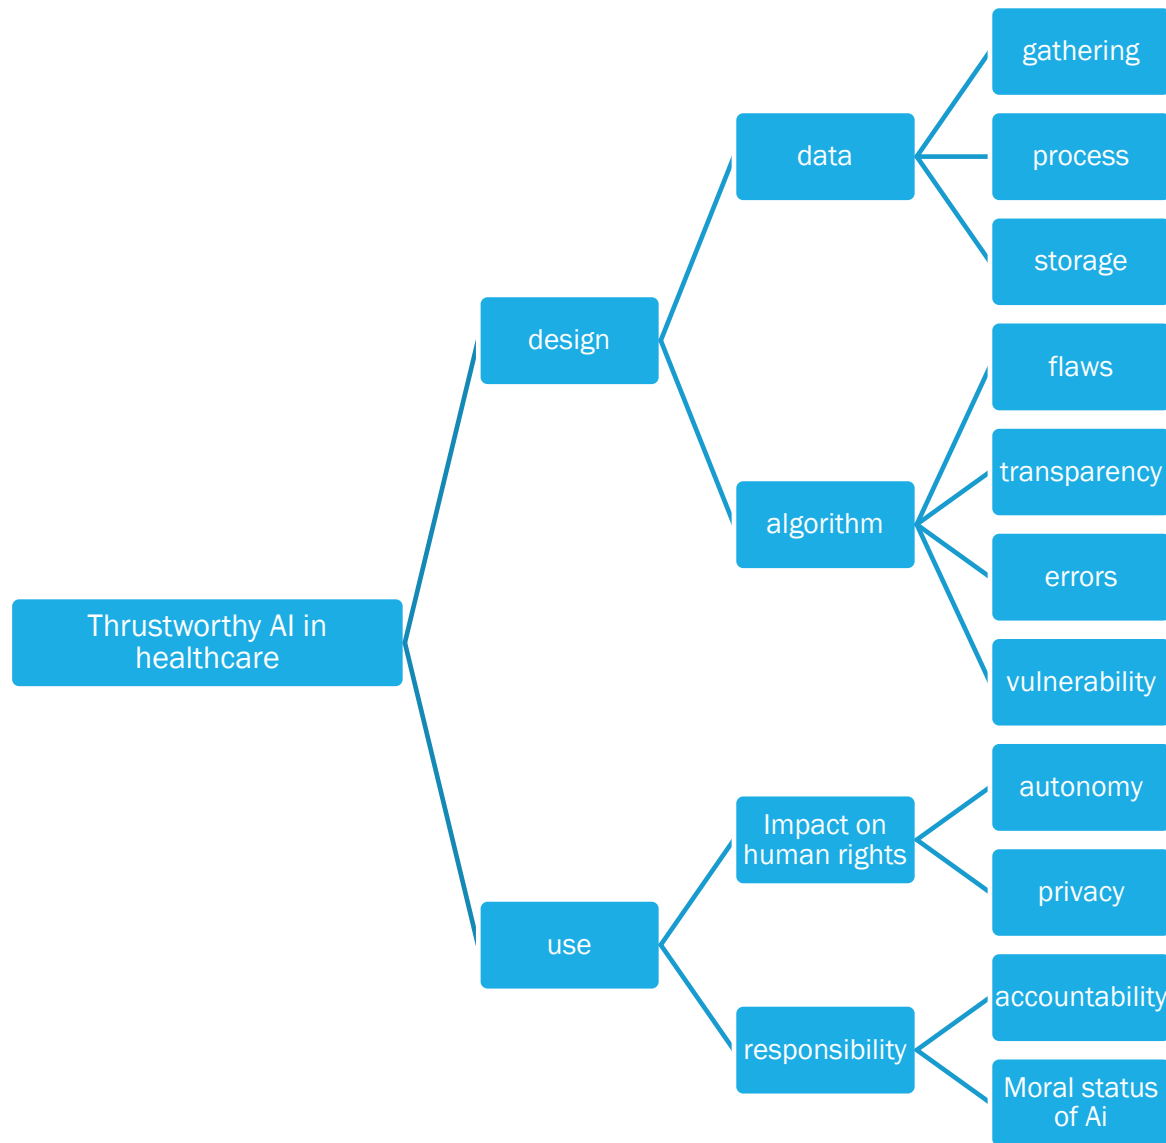 gathering
data
process
storage
design
flaws
transparency
algorithm
errors
vulnerability
Thrustworthy AI in
healthcare
autonomy
Impact on
human rights
privacy
use
accountability
responsibility
Moral status
of Ai